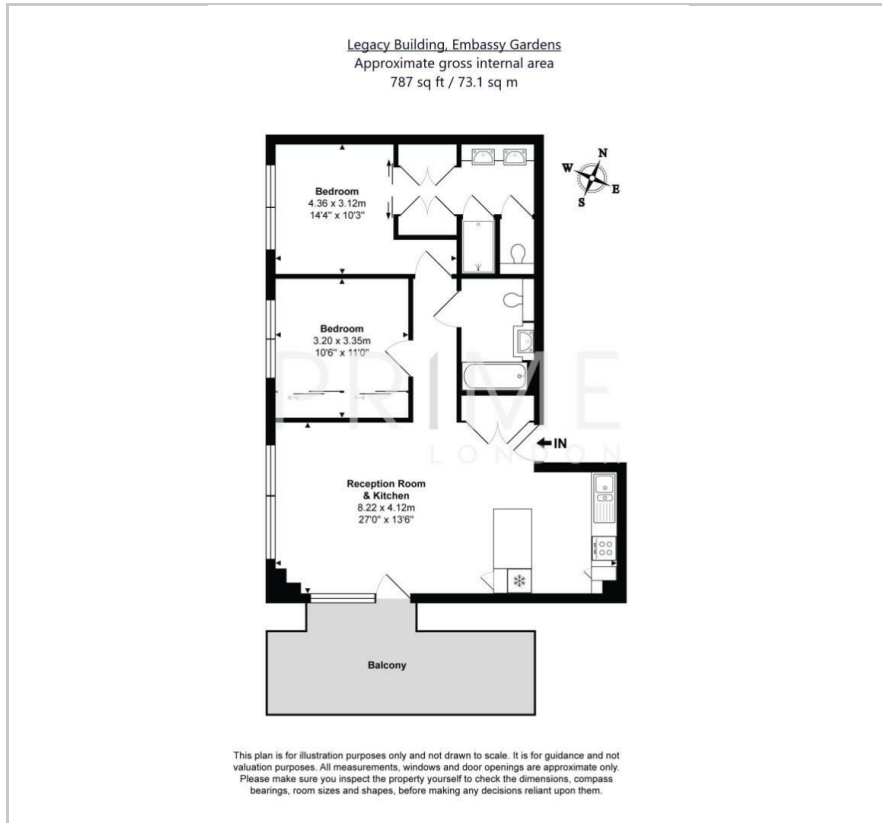 Legacy Building, Embassy Gardens
Approximate gross internal area
787 sq ft / 73.1 sq m
N
W
E
S
Bedroom
4.36 x 3.12m
14'4" x 10'3"
Bedroom
3.20 x 3.35m
10'6" x 11'0"
PRIME
LONDON
IN
Reception Room
& Kitchen
8.22 x 4.12m
27'0" x 13'6"
Balcony
This plan is for illustration purposes only and not drawn to scale. It is for guidance and not
valuation purposes. All measurements, windows and door openings are approximate only.
Please make sure you inspect the property yourself to check the dimensions, compass
bearings, room sizes and shapes, before making any decisions reliant upon them.